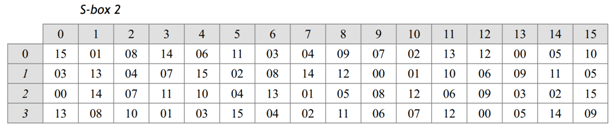 S-box 2
0 1 2 3 4 5 6 7 8 9 10 11 12 13 14 15
0 15 01 08 14 06 11 03 04 09 07 02 13 12 00 05 10
1 03 13 04 07 15 02 08 14 12 00 01 10 06 09 11 05
2 00 14 07 11 10 04 13 01 05 08 12 06 09 03 02 15
3 13 08 10 01 03 15 04 02 11 06 07 12 00 05 14 09